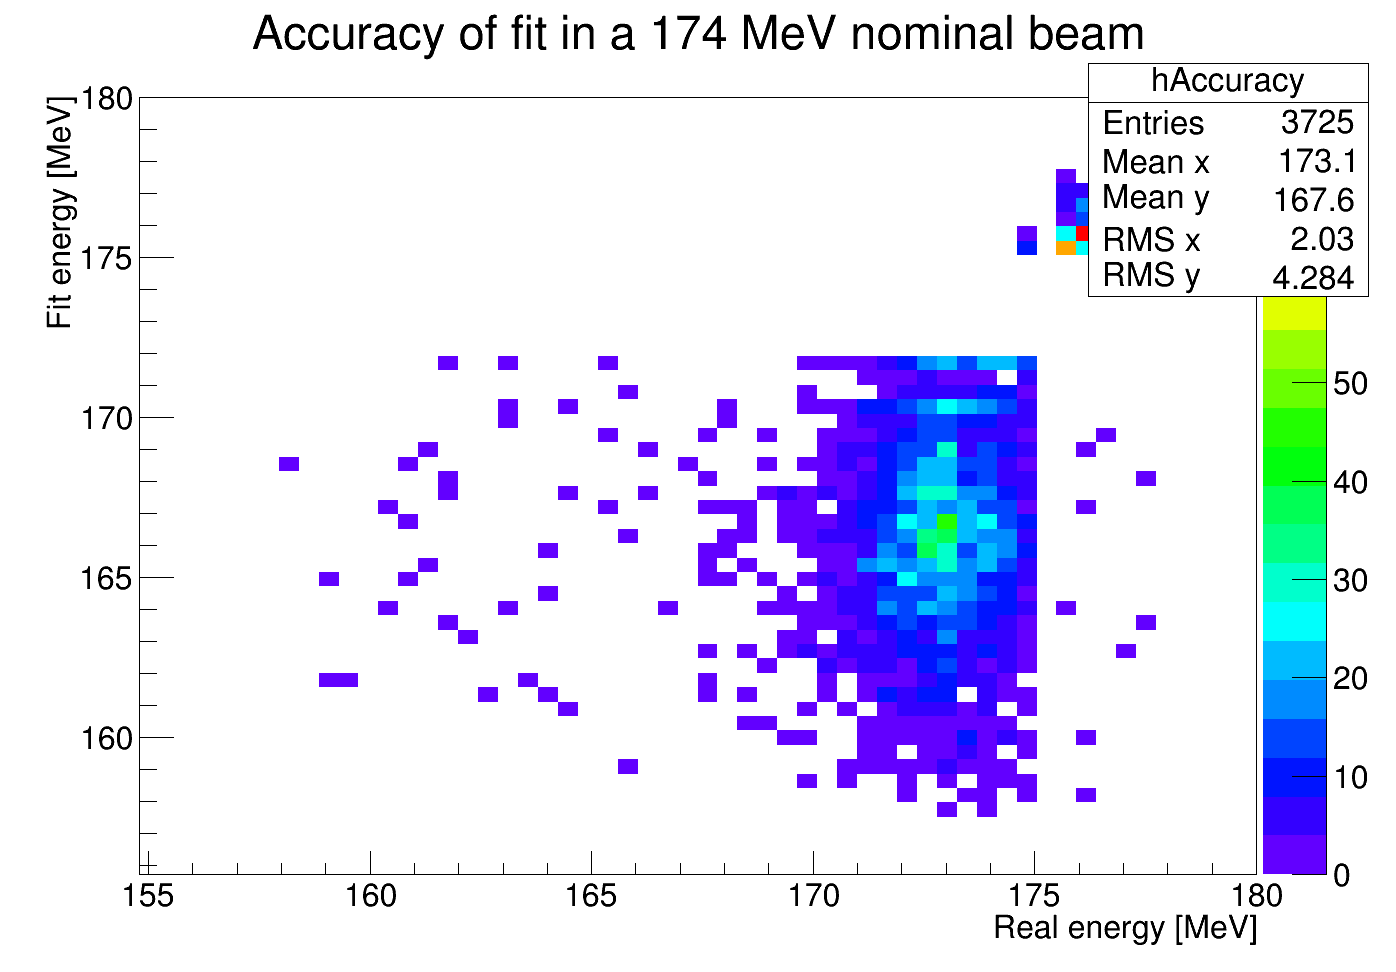 Accuracy of fit in a 174 MeV nominal beam
hAccuracy
Entries 3725
Mean x 173.1
Mean y 167.6
RMS x 2.03
RMS y 4.284
Fit energy [MeV]
180
175
170
165
160
50
40
30
20
10
0
155 160 165 170 175 180
Real energy [MeV]